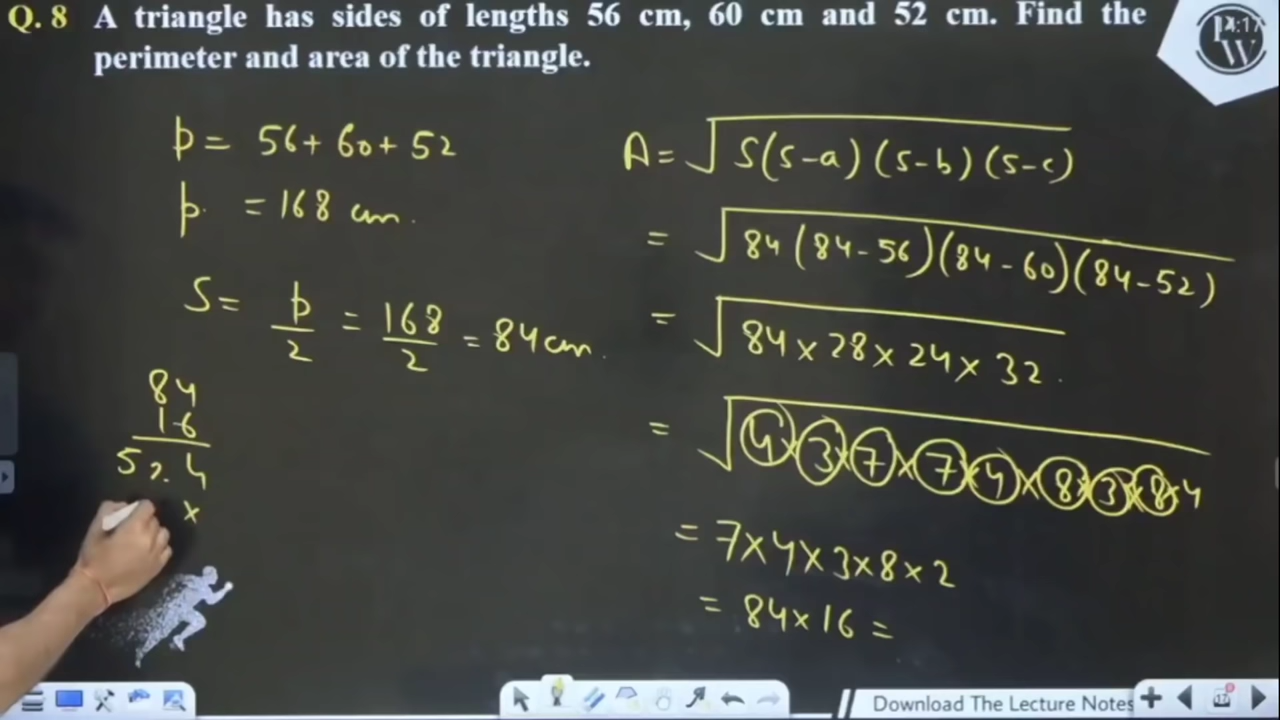 Q. 8 A triangle has sides of lengths 56 cm, 60 cm and 52 cm. Find the
perimeter and area of the triangle.
PW
p = 56 + 60 + 52
p = 168 cm.
S = p/2 = 168/2 = 84 cm.
84
16
504
x
A = √S(s-a)(s-b)(s-c)
= √84(84-56)(84-60)(84-52)
= √84×28×24×32.
= √4×3×7×7×4×8×3×8×4
= 7×4×3×8×2
= 84×16 =
Download The Lecture Notes